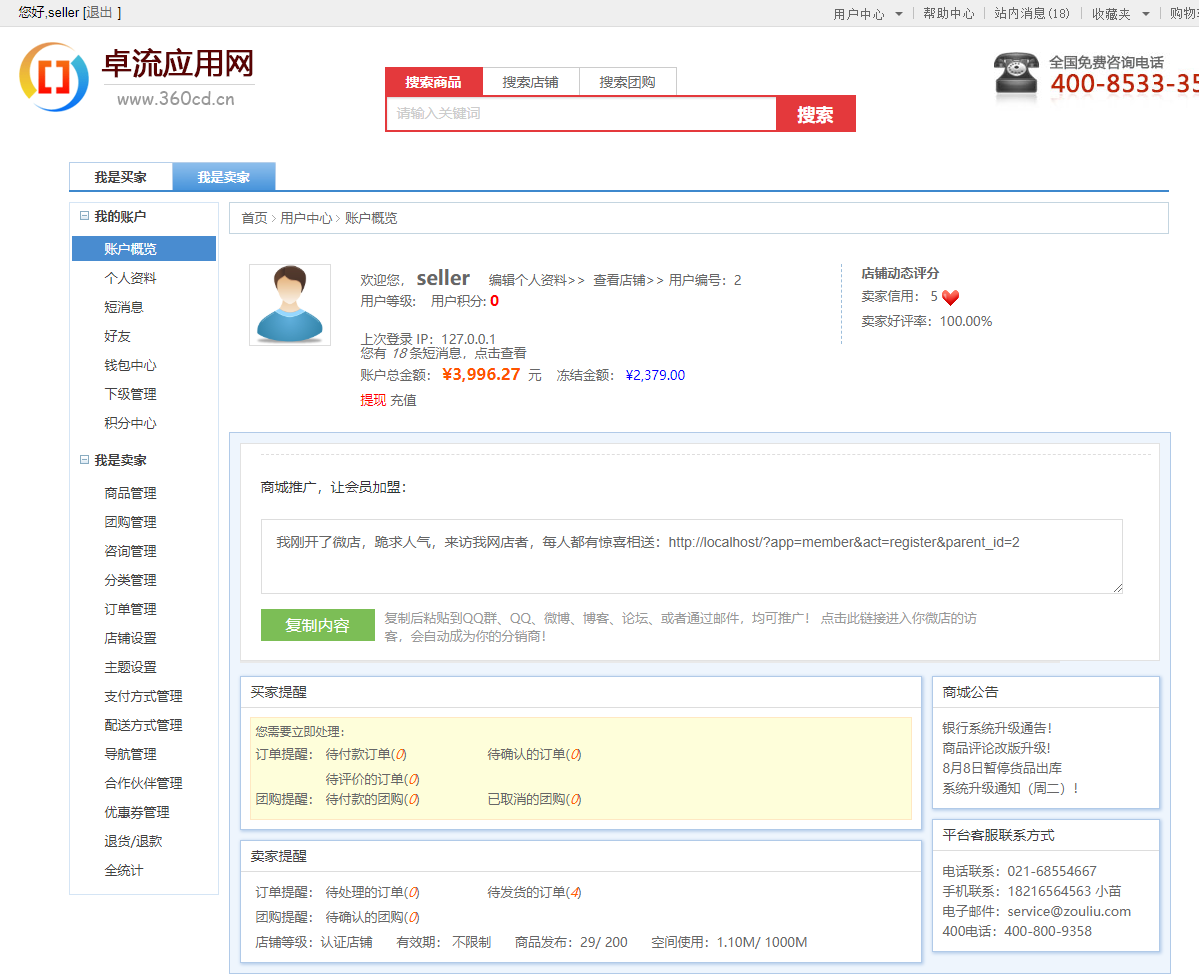 您好,seller [退出 ] 用户中心 帮助中心 站内消息(18) 收藏夹 购物
卓流应用网
www.360cd.cn
搜索商品 搜索店铺 搜索团购
请输入关键词 搜索
全国免费咨询电话
400-8533-35
我是买家 我是卖家
我的账户
账户概览
个人资料
短消息
好友
钱包中心
下级管理
积分中心
我是卖家
商品管理
团购管理
咨询管理
分类管理
订单管理
店铺设置
主题设置
支付方式管理
配送方式管理
导航管理
合作伙伴管理
优惠券管理
退货/退款
全统计
首页 > 用户中心 > 账户概览
欢迎您, seller 编辑个人资料>> 查看店铺>> 用户编号：2
用户等级: 用户积分: 0
上次登录 IP：127.0.0.1
您有 18 条短消息，点击查看
账户总金额： ¥3,996.27 元 冻结金额： ¥2,379.00
提现 充值
店铺动态评分
卖家信用： 5
卖家好评率：100.00%
商城推广，让会员加盟：
我刚开了微店，跪求人气，来访我网店者，每人都有惊喜相送：http://localhost/?app=member&act=register&parent_id=2
复制内容
复制后粘贴到QQ群、QQ、微博、博客、论坛、或者通过邮件，均可推广！ 点击此链接进入你微店的访
客，会自动成为你的分销商！
买家提醒
您需要立即处理：
订单提醒： 待付款订单(0) 待确认的订单(0)
待评价的订单(0)
团购提醒： 待付款的团购(0) 已取消的团购(0)
卖家提醒
订单提醒： 待处理的订单(0) 待发货的订单(4)
团购提醒： 待确认的团购(0)
店铺等级：认证店铺 有效期： 不限制 商品发布：29/ 200 空间使用：1.10M/ 1000M
商城公告
银行系统升级通告！
商品评论改版升级!
8月8日暂停货品出库
系统升级通知（周二）！
平台客服联系方式
电话联系：021-68554667
手机联系：18216564563 小苗
电子邮件：service@zouliu.com
400电话：400-800-9358